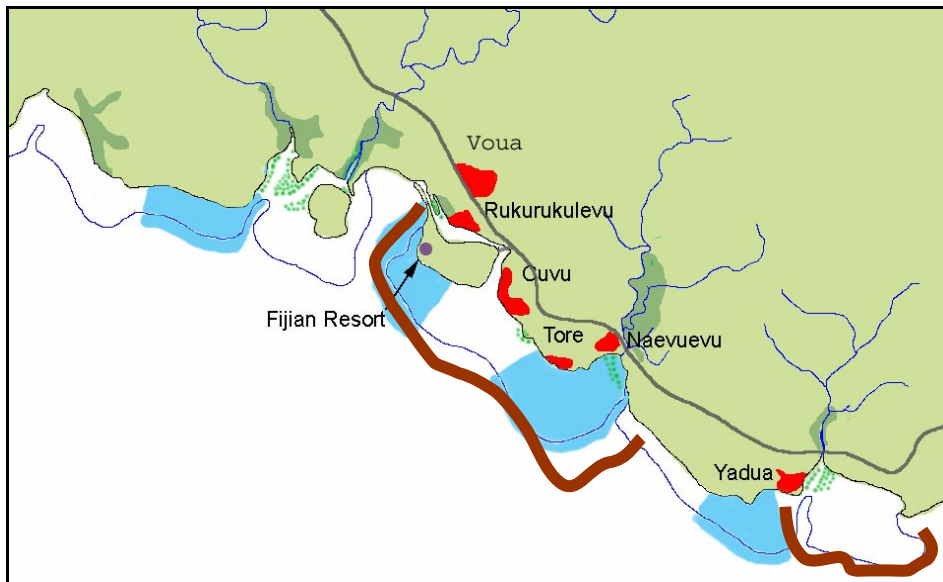 Voua
Rukurukulevu
Cuvu
Fijian Resort
Tore
Naevuevu
Yadua